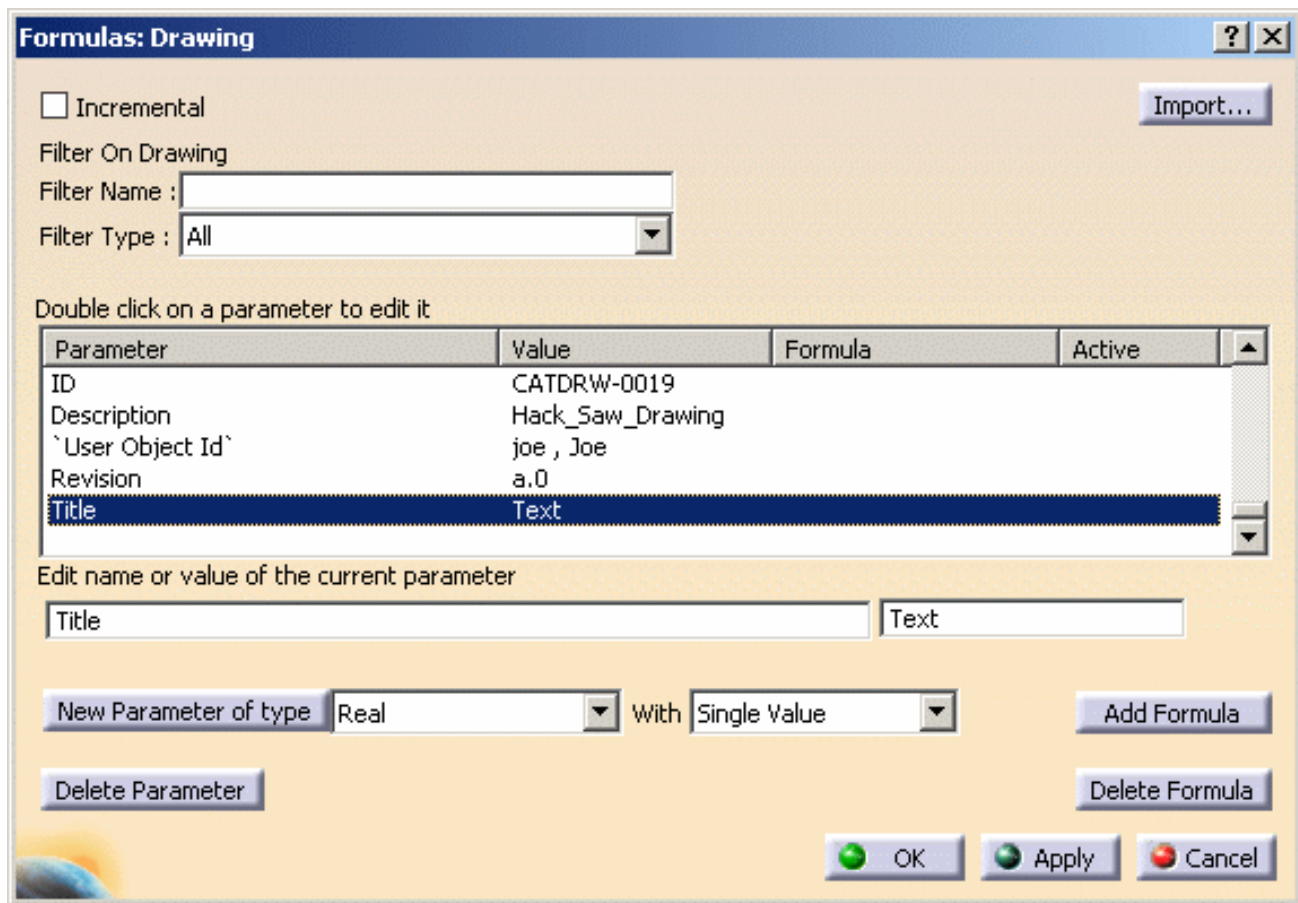 Formulas: Drawing
Incremental
Import...
Filter On Drawing
Filter Name :
Filter Type : All
Double click on a parameter to edit it
Parameter Value Formula Active
ID CATDRW-0019
Description Hack_Saw_Drawing
`User Object Id` joe , Joe
Revision a.0
Title Text
Edit name or value of the current parameter
Title Text
New Parameter of type Real With Single Value Add Formula
Delete Parameter Delete Formula
OK Apply Cancel